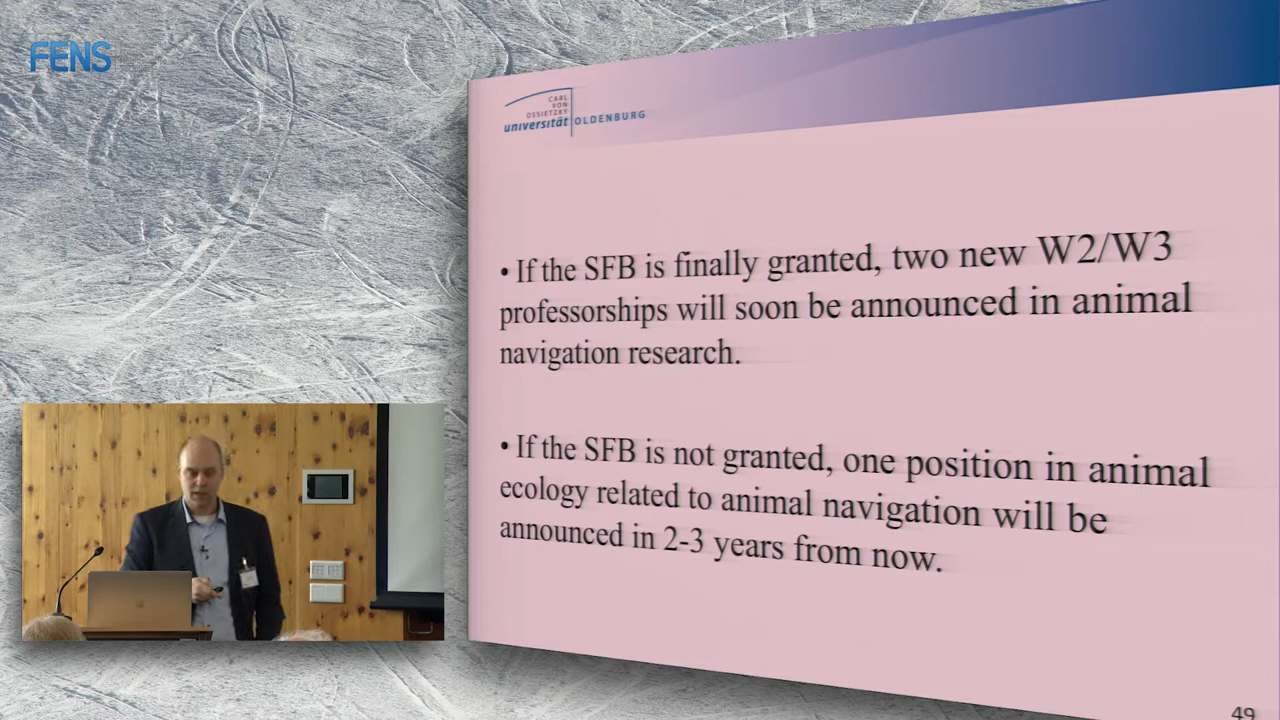 FENS
CARL
VON
OSSIETZKY
universität OLDENBURG
• If the SFB is finally granted, two new W2/W3
professorships will soon be announced in animal
navigation research.
• If the SFB is not granted, one position in animal
ecology related to animal navigation will be
announced in 2-3 years from now.
49